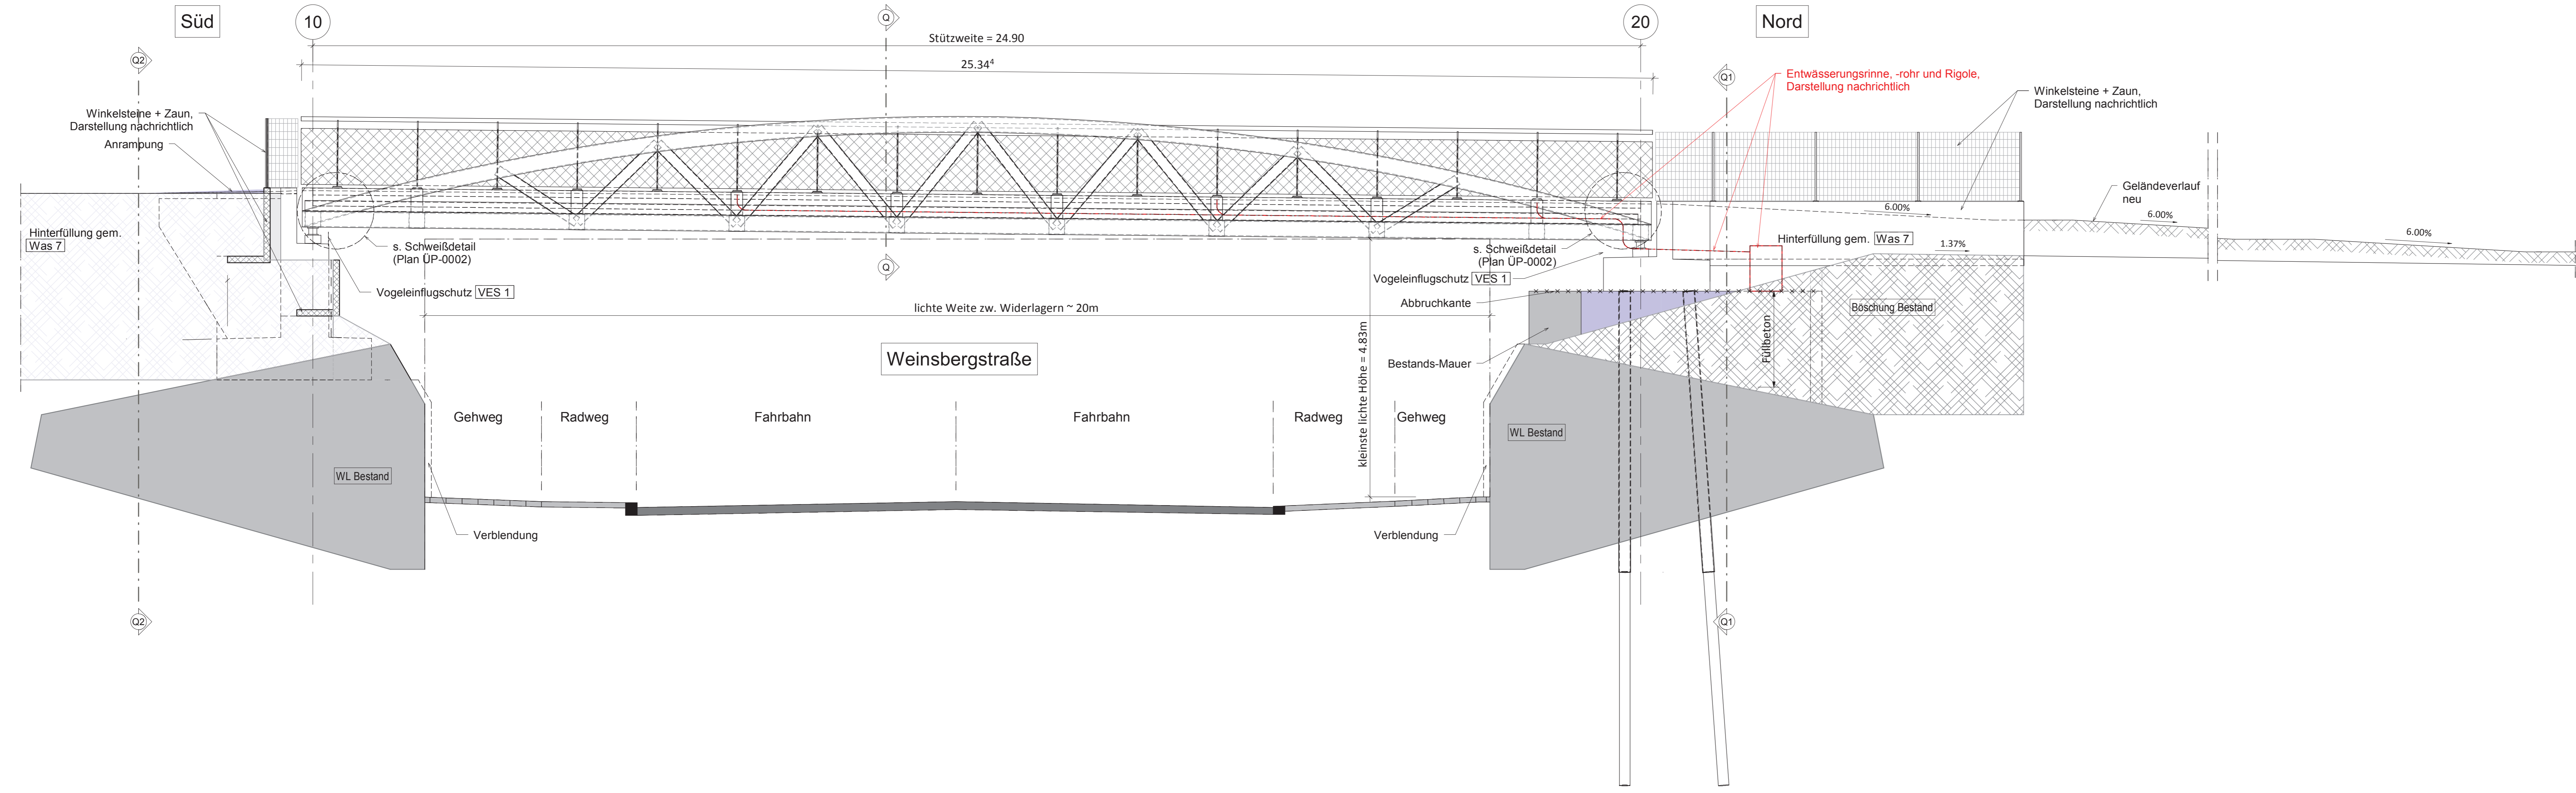 Süd
10
Q
20
Nord
Stützweite = 24.90
Q2
25.34⁴
Q1
Entwässerungsrinne, -rohr und Rigole,
Darstellung nachrichtlich
Winkelsteine + Zaun,
Darstellung nachrichtlich
Winkelsteine + Zaun,
Darstellung nachrichtlich
Anrampung
Geländeverlauf
neu
6.00%
6.00%
6.00%
Hinterfüllung gem.
Was 7
s. Schweißdetail
(Plan ÜP-0002)
Q
s. Schweißdetail
(Plan ÜP-0002)
Hinterfüllung gem. Was 7
1.37%
Vogeleinflugschutz VES 1
Vogeleinflugschutz VES 1
lichte Weite zw. Widerlagern ~ 20m
Abbruchkante
Böschung Bestand
Füllbeton
Weinsbergstraße
kleinste lichte Höhe = 4.83m
Bestands-Mauer
Gehweg
Radweg
Fahrbahn
Fahrbahn
Radweg
Gehweg
WL Bestand
WL Bestand
Verblendung
Verblendung
Q2
Q1